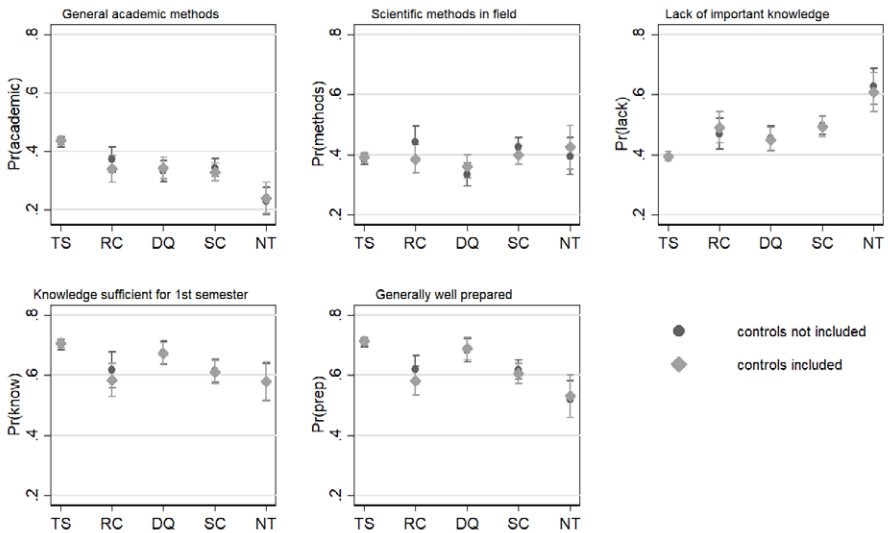 General academic methods
Pr(academic)
.8
.6
.4
.2
TS RC DQ SC NT
Scientific methods in field
Pr(methods)
.8
.6
.4
.2
TS RC DQ SC NT
Lack of important knowledge
Pr(lack)
.8
.6
.4
.2
TS RC DQ SC NT
Knowledge sufficient for 1st semester
Pr(know)
.8
.6
.4
.2
TS RC DQ SC NT
Generally well prepared
Pr(prep)
.8
.6
.4
.2
TS RC DQ SC NT
controls not included
controls included